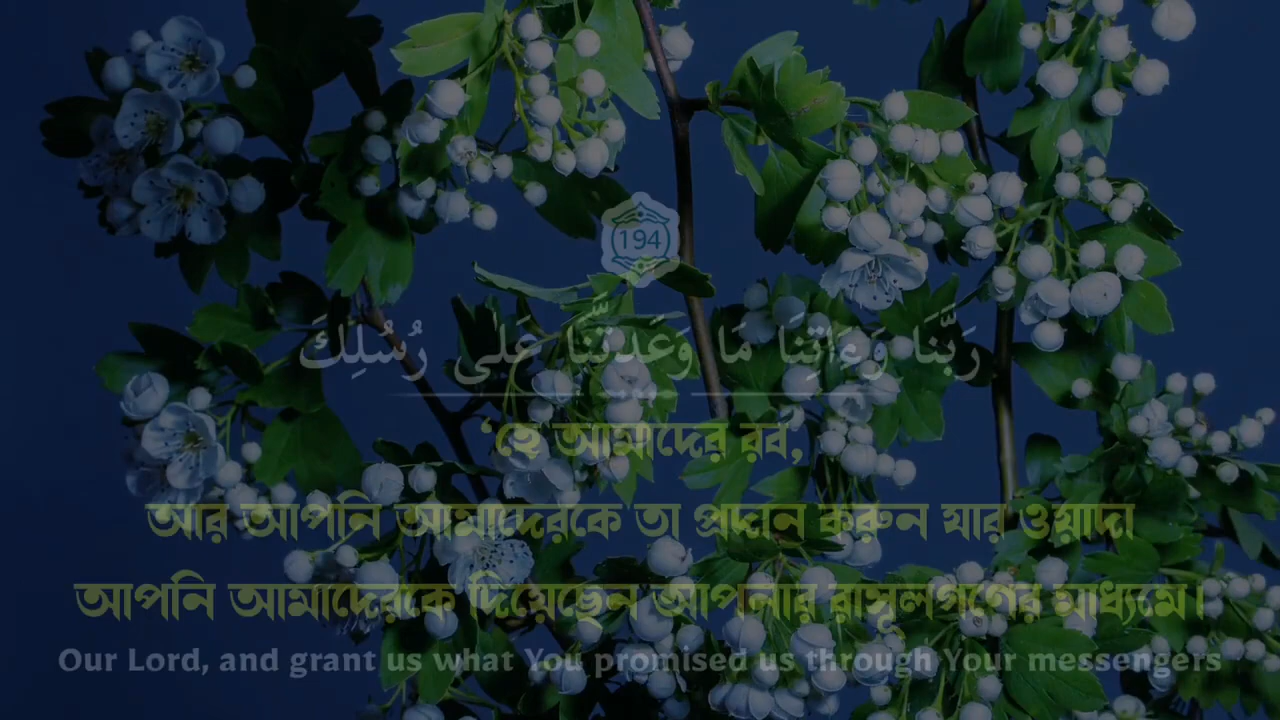 194
رَبَّنَا وَءَاتِنَا مَا وَعَدتَّنَا عَلَى رُسُلِكَ
‘হে আমাদের রব,
আর আপনি আমাদেরকে তা প্রদান করুন যার ওয়াদা
আপনি আমাদেরকে দিয়েছেন আপনার রাসূলগণের মাধ্যমে।
Our Lord, and grant us what You promised us through Your messengers